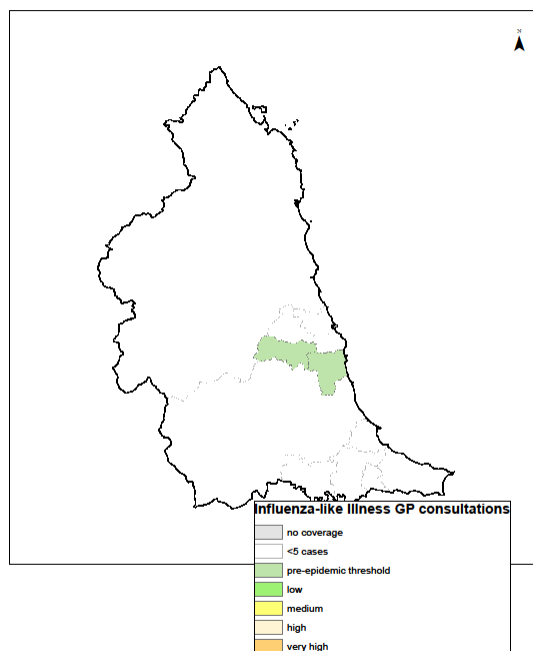 N
Influenza-like Illness GP consultations
no coverage
<5 cases
pre-epidemic threshold
low
medium
high
very high